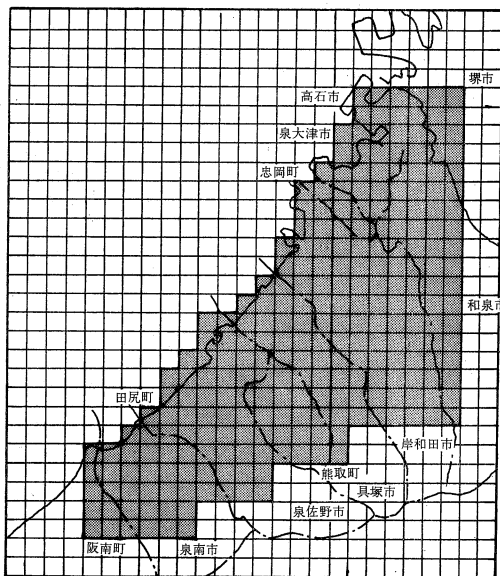 堺市
高石市
泉大津市
忠岡町
和泉市
田尻町
岸和田市
熊取町
貝塚市
泉佐野市
阪南町
泉南市